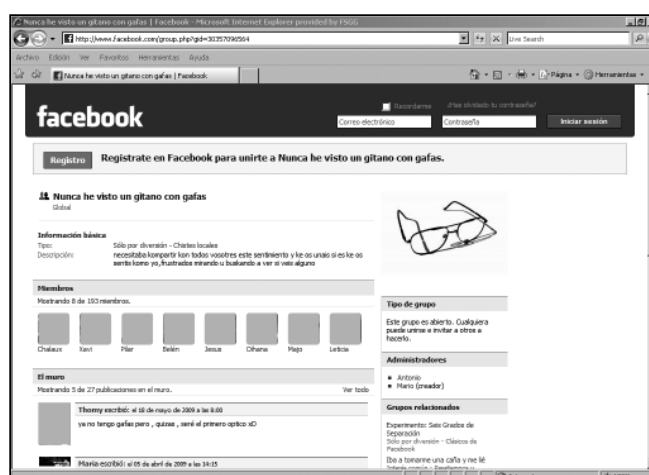 Nunca he visto un gitano con gafas | Facebook - Microsoft Internet Explorer provided by FSGG
http://www.facebook.com/group.php?gid=30357096564
Live Search
Archivo Edición Ver Favoritos Herramientas Ayuda
Nunca he visto un gitano con gafas | Facebook
Página Herramientas
Recordarme ¿Has olvidado tu contraseña?
facebook
Correo electrónico Contraseña Iniciar sesión
Registro Regístrate en Facebook para unirte a Nunca he visto un gitano con gafas.
Nunca he visto un gitano con gafas
Global
Información básica
Tipo: Sólo por diversión - Chistes locales
Descripción: necesitaba kompartir kon todos vosotres este sentimiento y ke os unais si es ke os
sentis komo yo,frustrados mirando u buskando a ver si veis alguno
Miembros
Mostrando 8 de 193 miembros.
Chalaux Xavi Pilar Belén Jesus Oihana Majo Leticia
El muro
Mostrando 5 de 27 publicaciones en el muro. Ver todo
Thomy escribió: el 18 de mayo de 2009 a las 8:00
ya no tengo gafas pero , quizas , seré el primero optico xD
Maria escribió: el 05 de abril de 2009 a las 14:15
Tipo de grupo
Este grupo es abierto. Cualquiera
puede unirse e invitar a otros a
hacerlo.
Administradores
Antonio
Mario (creador)
Grupos relacionados
Experimento: Seis Grados de
Separación
Sólo por diversión - Clásicos de
Facebook
Iba a tomarme una caña y me lié